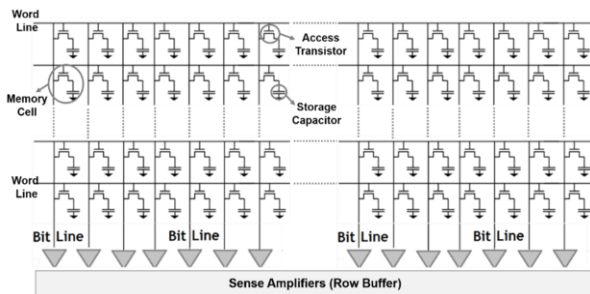 Word
Line
Access
Transistor
Memory
Cell
Storage
Capacitor
Word
Line
Bit Line Bit Line Bit Line Bit Line
Sense Amplifiers (Row Buffer)